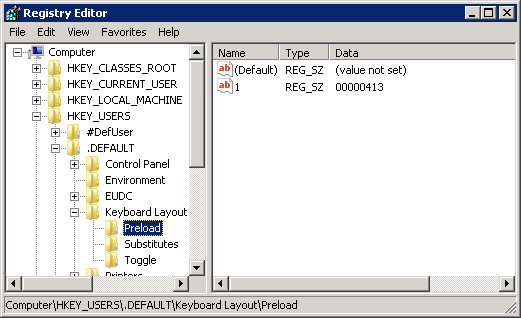 Registry Editor
File Edit View Favorites Help
Computer
HKEY_CLASSES_ROOT
HKEY_CURRENT_USER
HKEY_LOCAL_MACHINE
HKEY_USERS
#DefUser
.DEFAULT
Control Panel
Environment
EUDC
Keyboard Layout
Preload
Substitutes
Toggle
Printers
Name Type Data
ab (Default) REG_SZ (value not set)
ab 1 REG_SZ 00000413
Computer\HKEY_USERS\.DEFAULT\Keyboard Layout\Preload